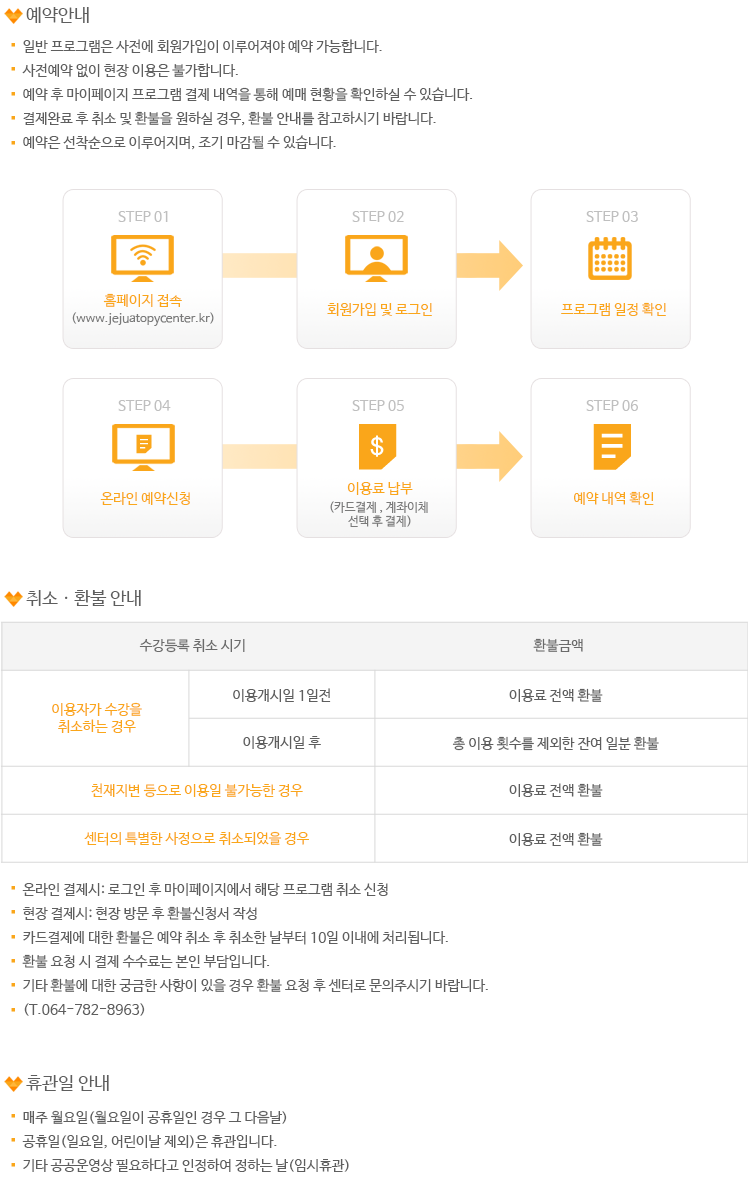 예약안내
일반 프로그램은 사전에 회원가입이 이루어져야 예약 가능합니다.
사전예약 없이 현장 이용은 불가합니다.
예약 후 마이페이지 프로그램 결제 내역을 통해 예매 현황을 확인하실 수 있습니다.
결제완료 후 취소 및 환불을 원하실 경우, 환불 안내를 참고하시기 바랍니다.
예약은 선착순으로 이루어지며, 조기 마감될 수 있습니다.
STEP 01
홈페이지 접속
(www.jejuatopycenter.kr)
STEP 02
회원가입 및 로그인
STEP 03
프로그램 일정 확인
STEP 04
온라인 예약신청
STEP 05
$
이용료 납부
(카드결제 , 계좌이체
선택 후 결제)
STEP 06
예약 내역 확인
취소 · 환불 안내
수강등록 취소 시기
환불금액
이용자가 수강을
취소하는 경우
이용개시일 1일전
이용료 전액 환불
이용개시일 후
총 이용 횟수를 제외한 잔여 일분 환불
천재지변 등으로 이용일 불가능한 경우
이용료 전액 환불
센터의 특별한 사정으로 취소되었을 경우
이용료 전액 환불
온라인 결제시: 로그인 후 마이페이지에서 해당 프로그램 취소 신청
현장 결제시: 현장 방문 후 환불신청서 작성
카드결제에 대한 환불은 예약 취소 후 취소한 날부터 10일 이내에 처리됩니다.
환불 요청 시 결제 수수료는 본인 부담입니다.
기타 환불에 대한 궁금한 사항이 있을 경우 환불 요청 후 센터로 문의주시기 바랍니다.
(T.064-782-8963)
휴관일 안내
매주 월요일(월요일이 공휴일인 경우 그 다음날)
공휴일(일요일, 어린이날 제외)은 휴관입니다.
기타 공공운영상 필요하다고 인정하여 정하는 날(임시휴관)